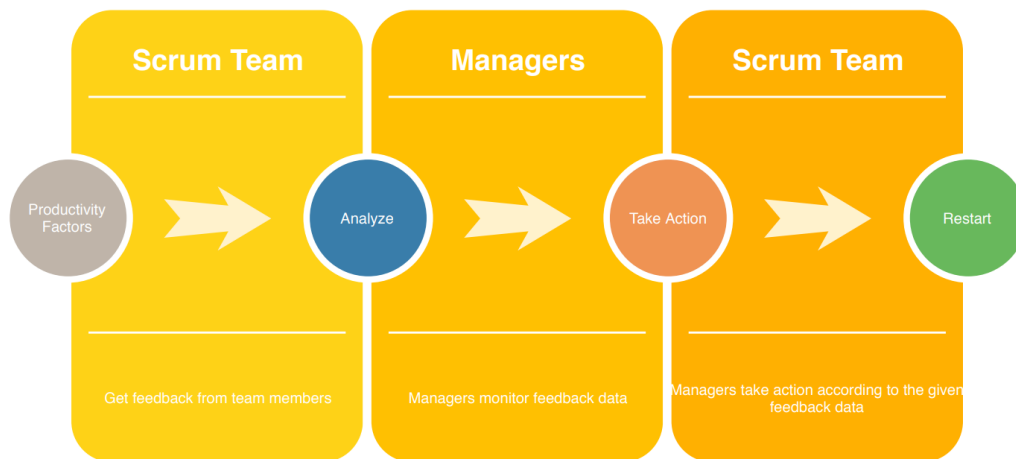 Scrum Team
Managers
Scrum Team
Productivity
Factors
Analyze
Take Action
Restart
Get feedback from team members
Managers monitor feedback data
Managers take action according to the given
feedback data